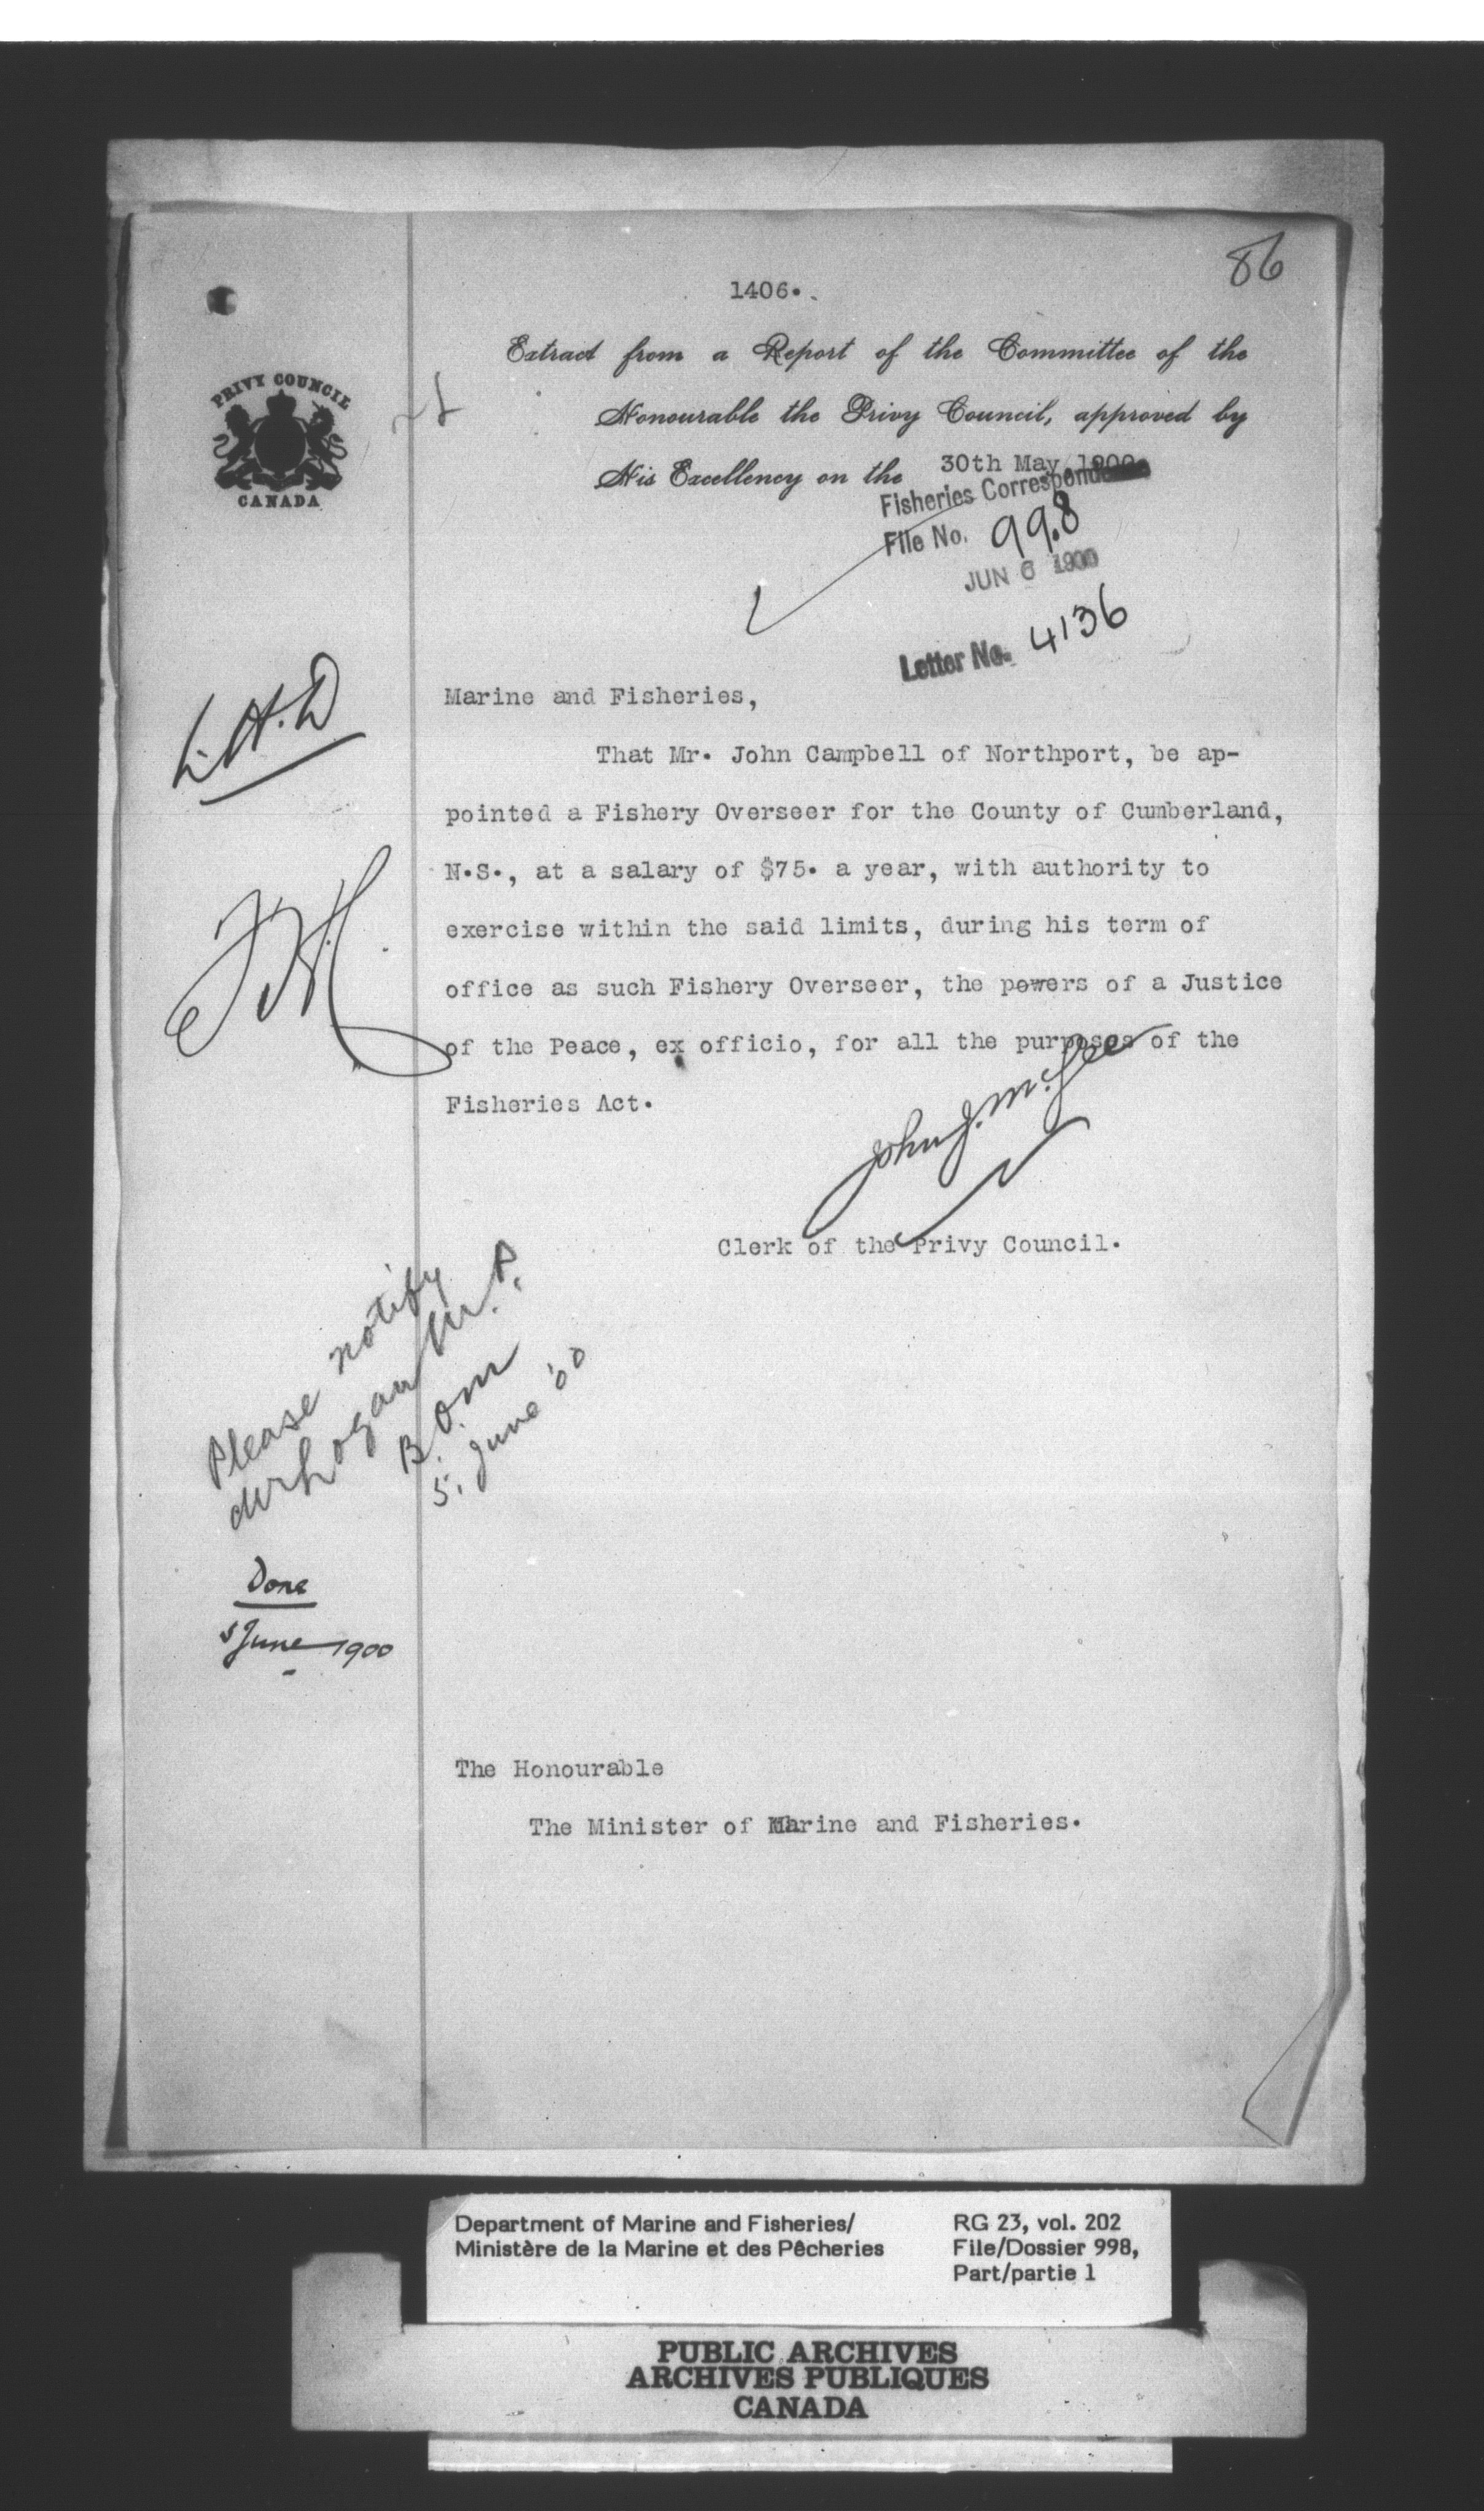 86
1406.
PRIVY COUNCIL
CANADA
Extract from a Report of the Committee of the
Honourable the Privy Council, approved by
His Excellency on the 30th May, 1900.
Fisheries Correspondence
File No. 998
JUN 6 1900
Letter No. 4136
L.H.D
Marine and Fisheries,
That Mr. John Campbell of Northport, be ap-
pointed a Fishery Overseer for the County of Cumberland,
N.S., at a salary of $75. a year, with authority to
exercise within the said limits, during his term of
office as such Fishery Overseer, the powers of a Justice
of the Peace, ex officio, for all the purposes of the
Fisheries Act.
John J. McGee
Clerk of the Privy Council.
Please notify
Mr Logan M.P.
5. June '00
Done
5 June 1900
The Honourable
The Minister of Marine and Fisheries.
Department of Marine and Fisheries/
Ministère de la Marine et des Pêcheries
RG 23, vol. 202
File/Dossier 998,
Part/partie 1
PUBLIC ARCHIVES
ARCHIVES PUBLIQUES
CANADA